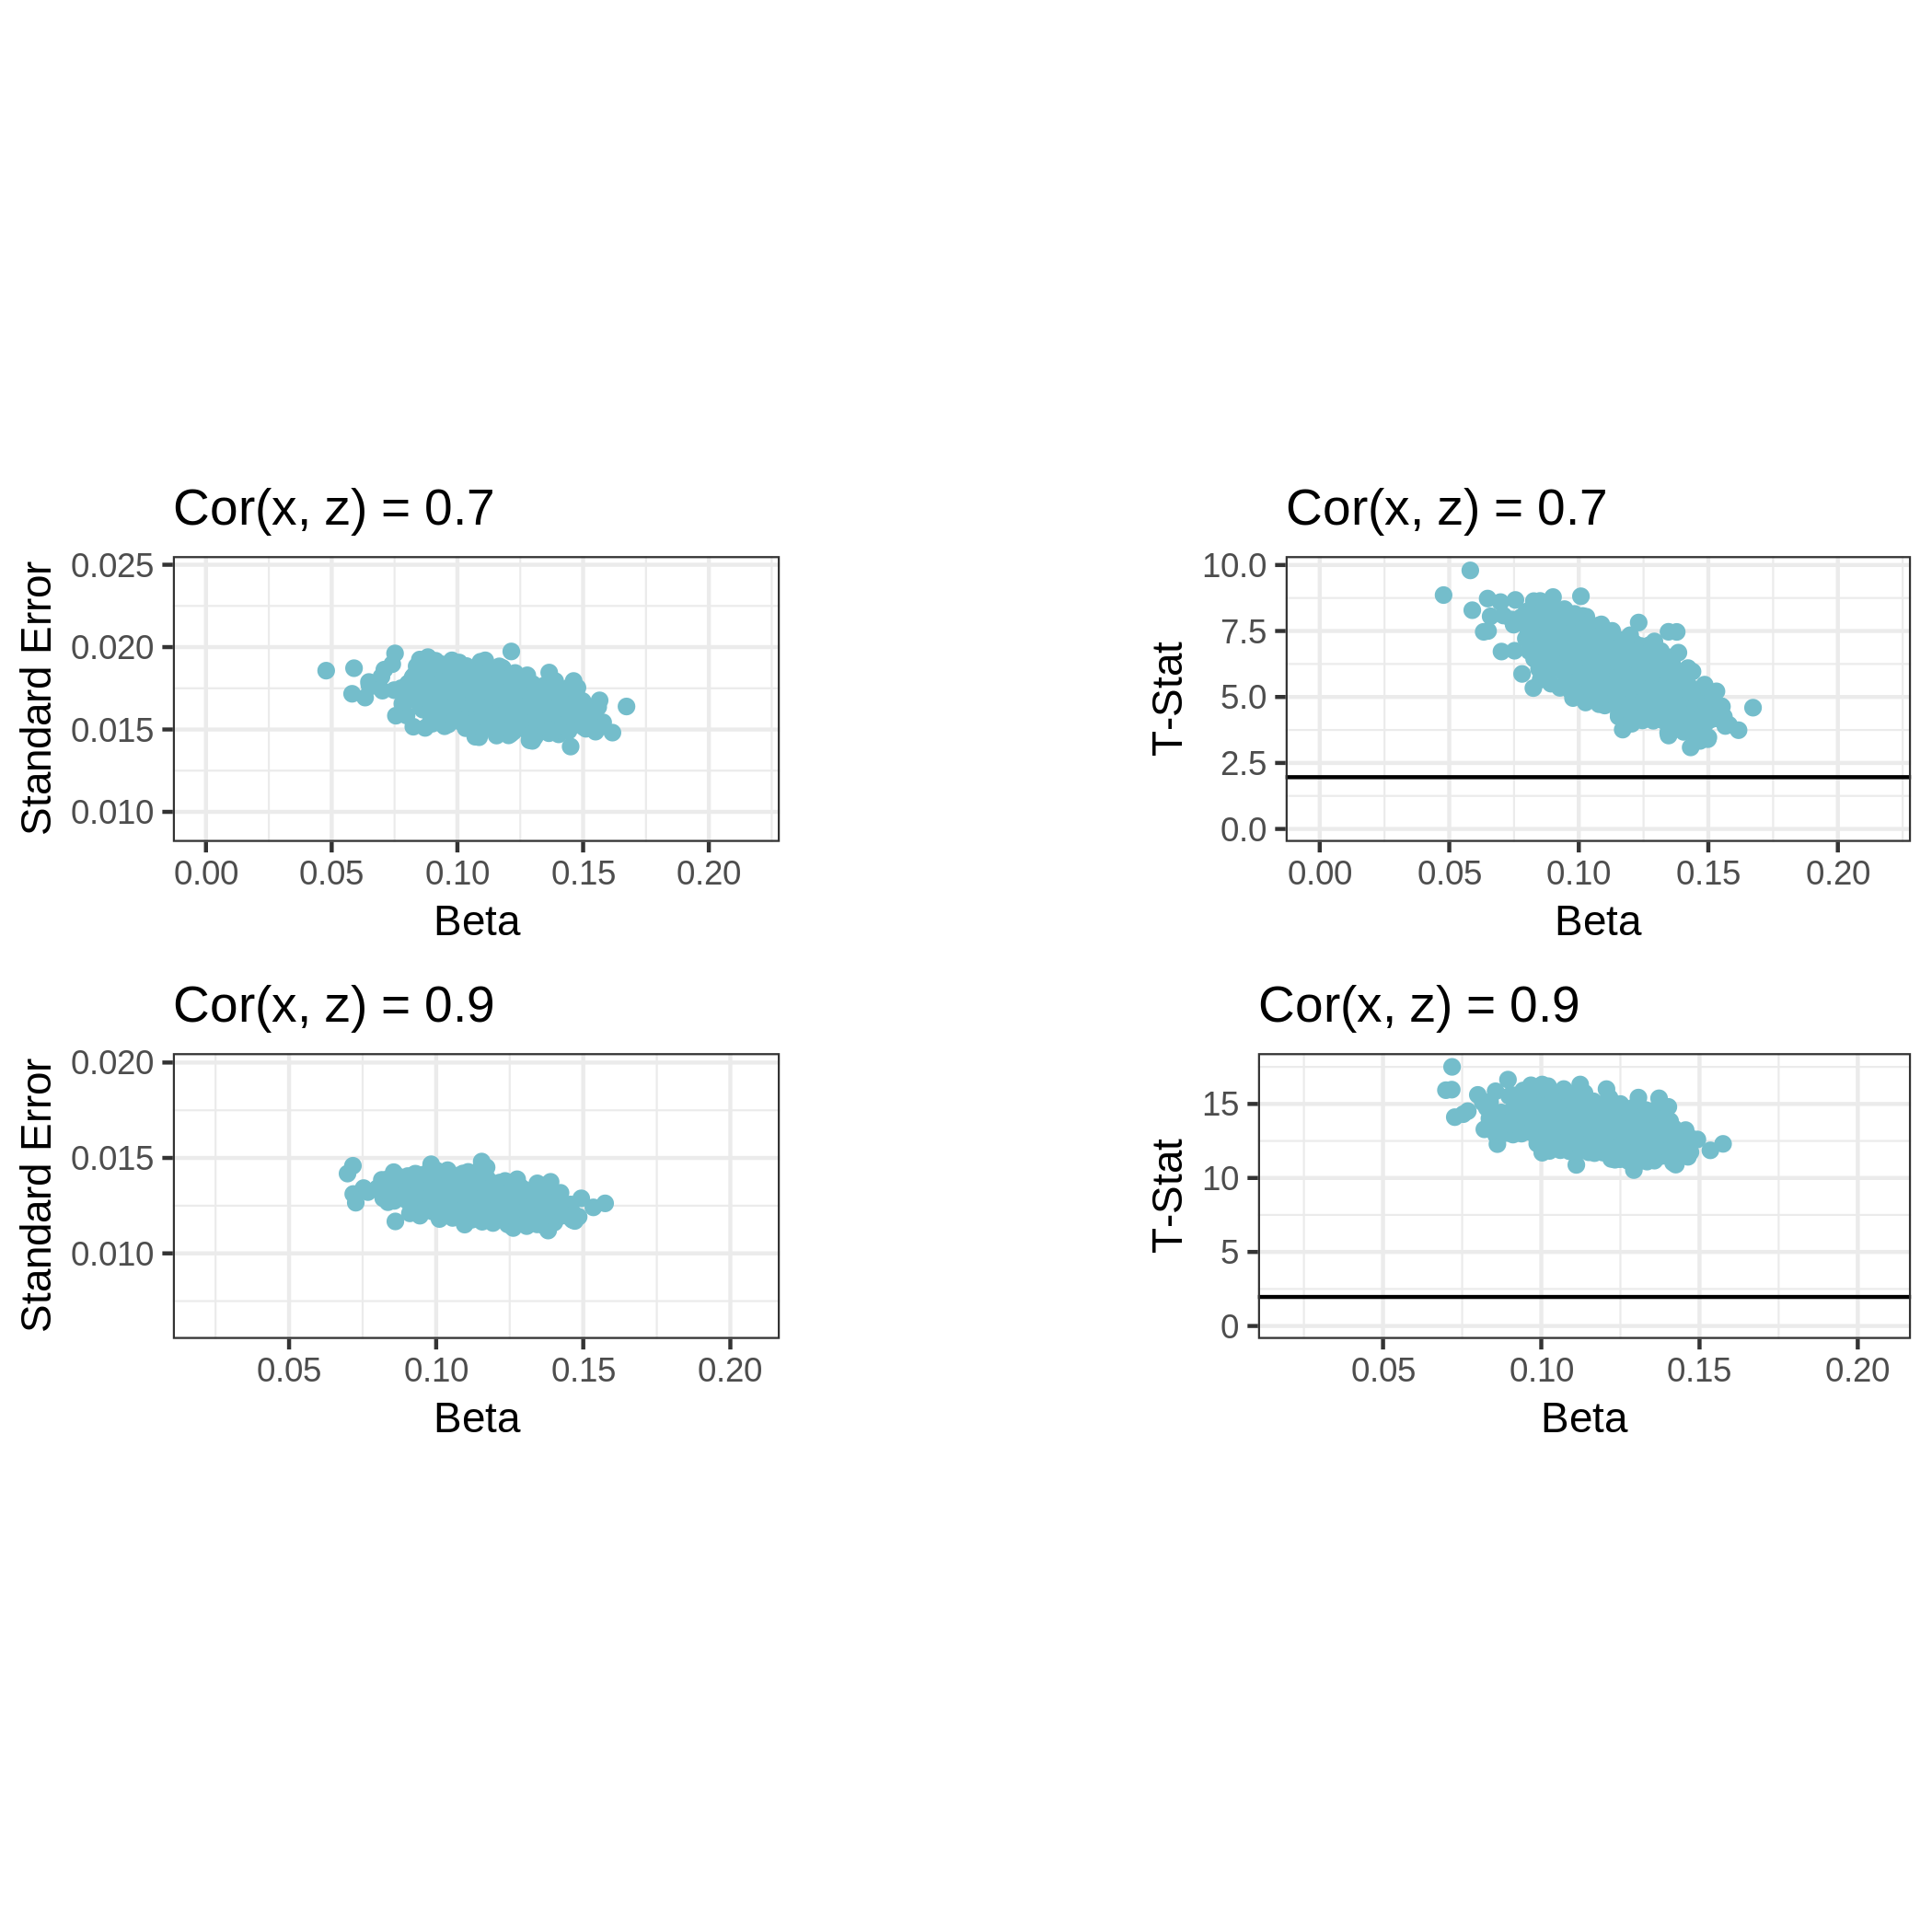 Cor(x, z) = 0.7
Standard Error
0.025
0.020
0.015
0.010
0.00 0.05 0.10 0.15 0.20
Beta
Cor(x, z) = 0.7
T-Stat
10.0
7.5
5.0
2.5
0.0
0.00 0.05 0.10 0.15 0.20
Beta
Cor(x, z) = 0.9
Standard Error
0.020
0.015
0.010
0.05 0.10 0.15 0.20
Beta
Cor(x, z) = 0.9
T-Stat
15
10
5
0
0.05 0.10 0.15 0.20
Beta